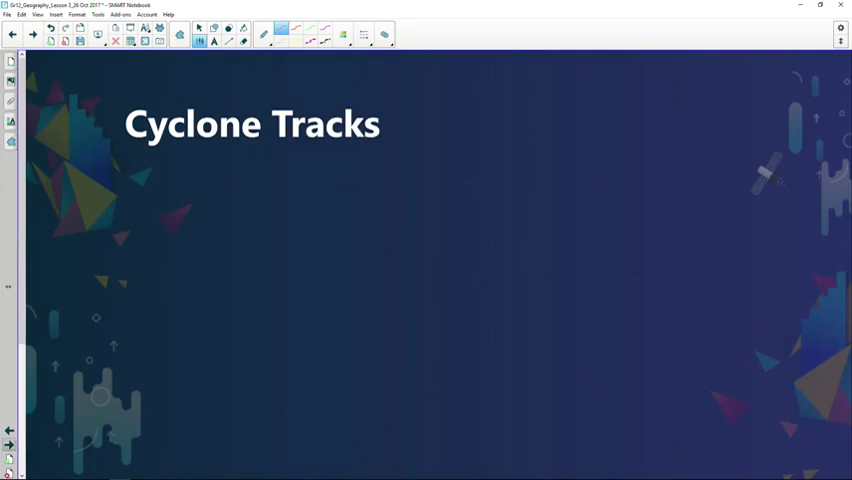 Gr12_Geography_Lesson 3_26 Oct 2017 * - SMART Notebook
File Edit View Insert Format Tools Add-ons Account Help
Cyclone Tracks